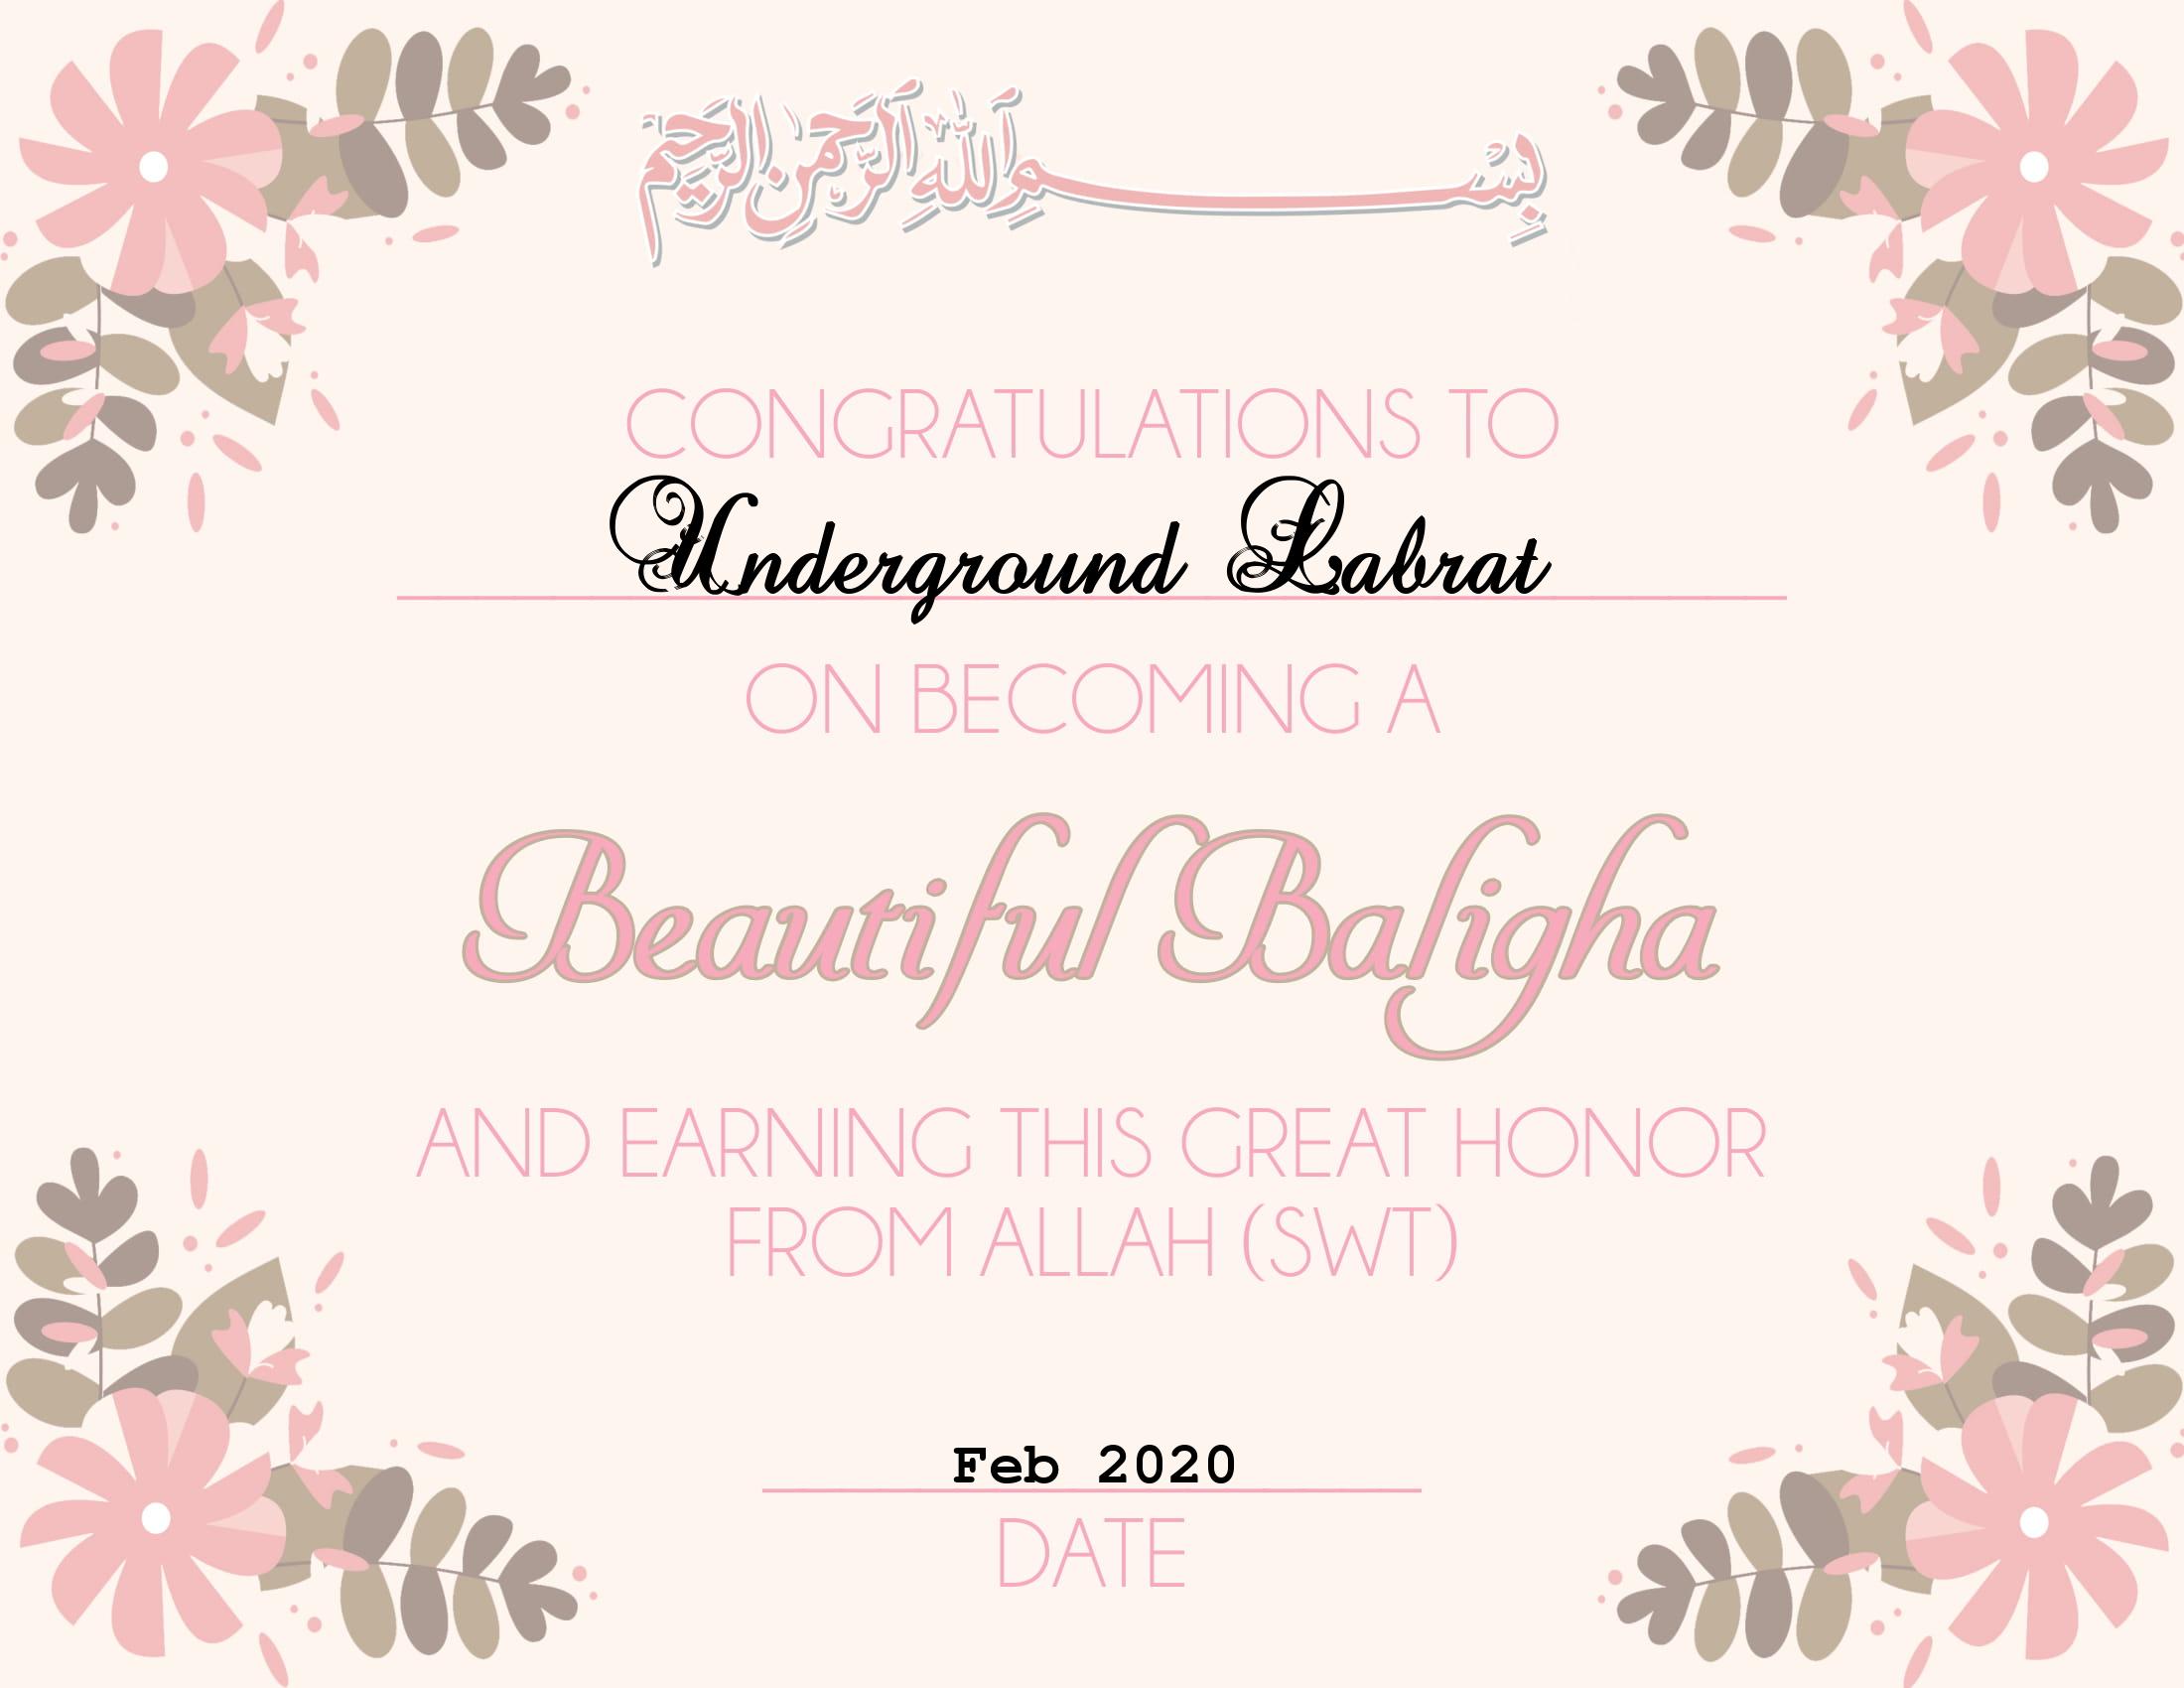 بسم الله الرحمن الرحيم
CONGRATULATIONS TO
Underground Labrat
ON BECOMING A
Beautiful Baligha
AND EARNING THIS GREAT HONOR
FROM ALLAH (SWT)
Feb 2020
DATE